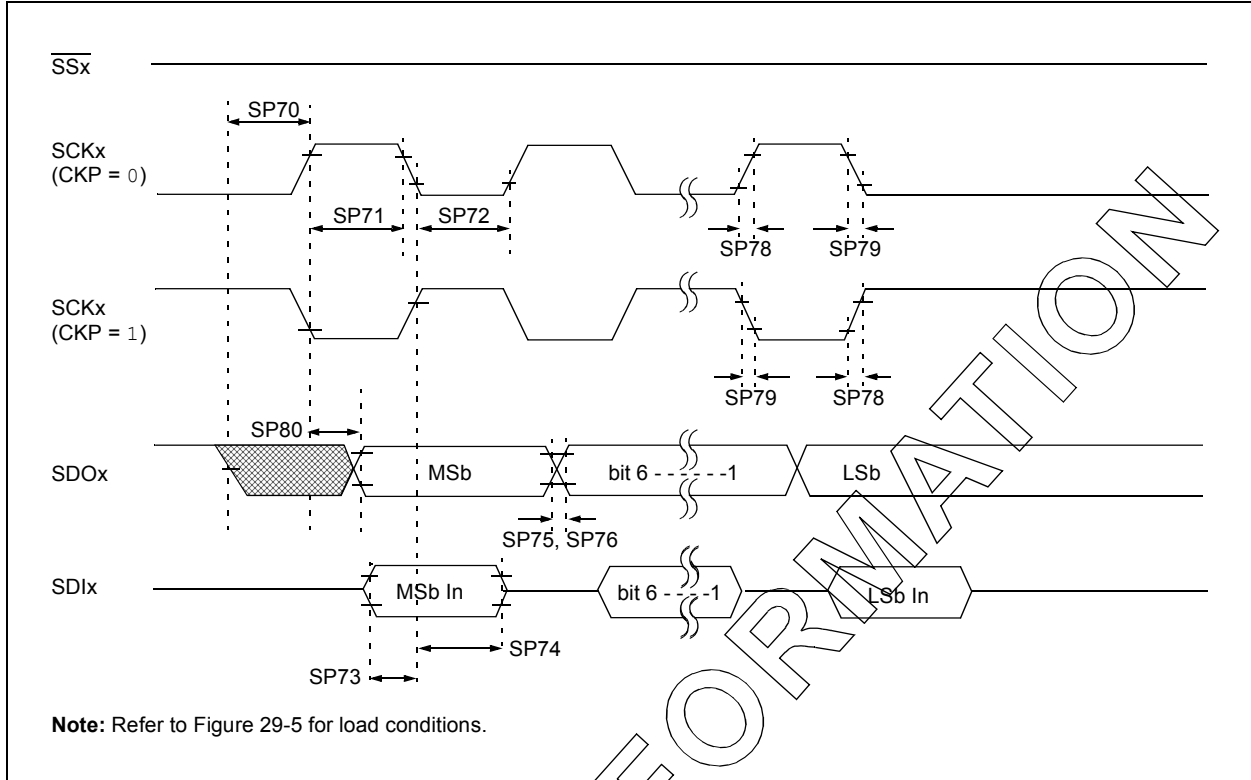 SSx
SP70
SCKx
(CKP = 0)
SP71
SP72
SP78
SP79
SCKx
(CKP = 1)
SP79
SP78
SP80
SDOx
MSb
bit 6 - - - - - -1
LSb
SP75, SP76
SDIx
MSb In
bit 6 - - - - -1
LSb In
SP74
SP73
Note: Refer to Figure 29-5 for load conditions.
FORMATION